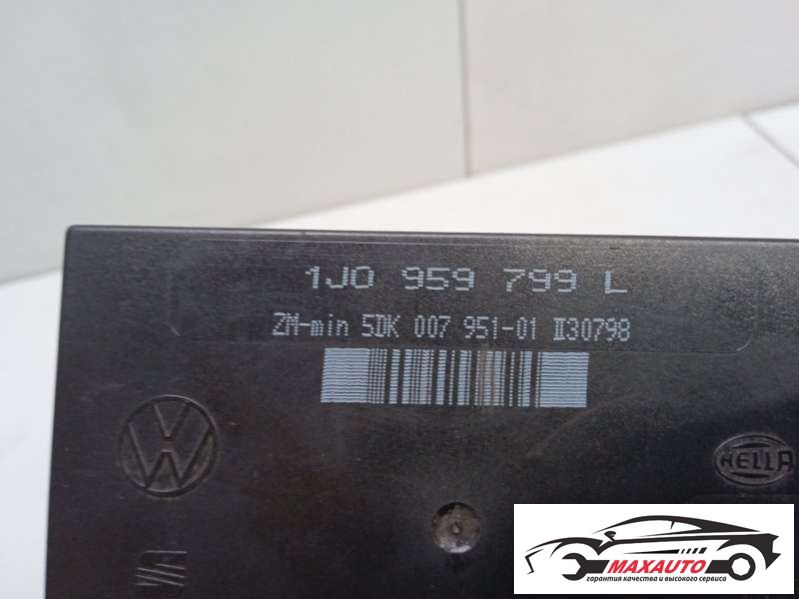 1J0 959 799 L
ZM-min 5DK 007 951-01 II30798
HELLA
MAXAUTO
гарантия качества и высокого сервиса